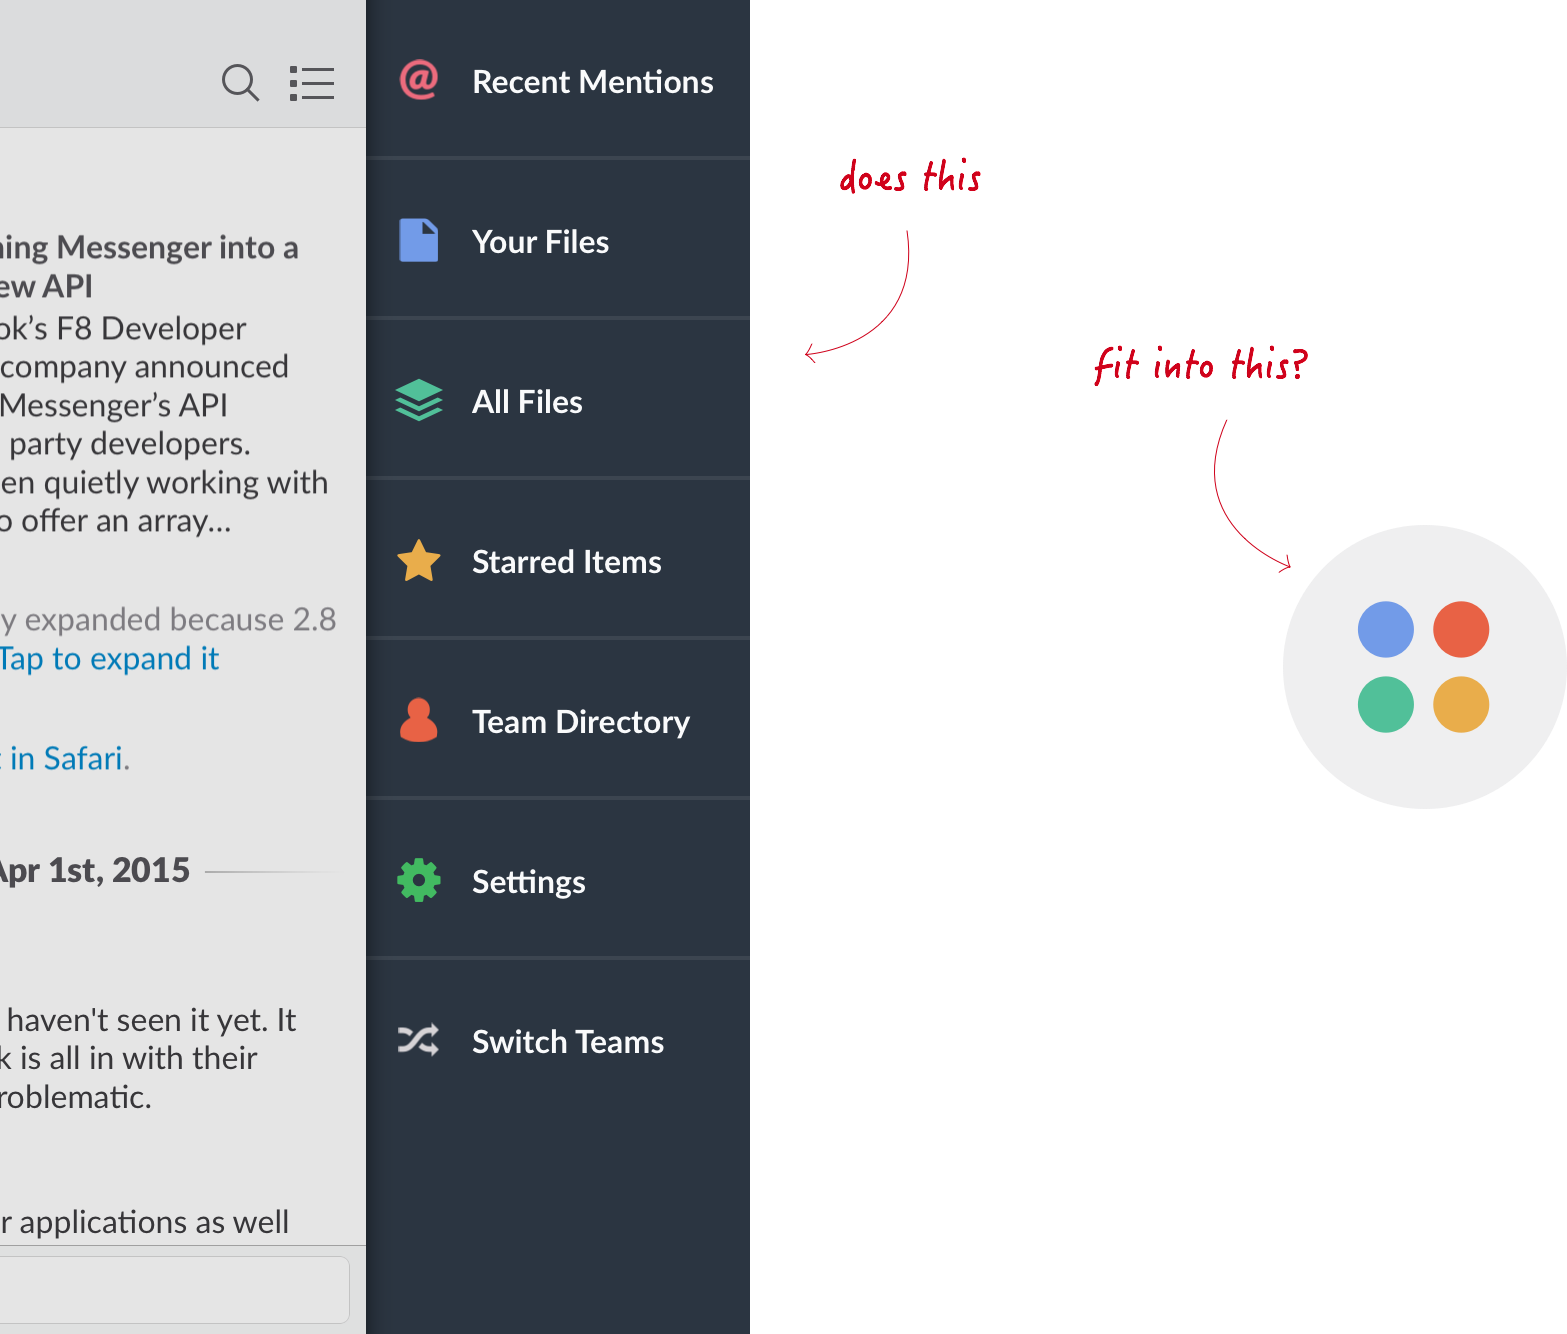 ning Messenger into a
ew API
ok’s F8 Developer
company announced
Messenger’s API
party developers.
en quietly working with
o offer an array...
y expanded because 2.8
Tap to expand it
t in Safari.
Apr 1st, 2015
haven't seen it yet. It
k is all in with their
roblematic.
r applications as well
@ Recent Mentions
Your Files
All Files
Starred Items
Team Directory
Settings
Switch Teams
does this
fit into this?